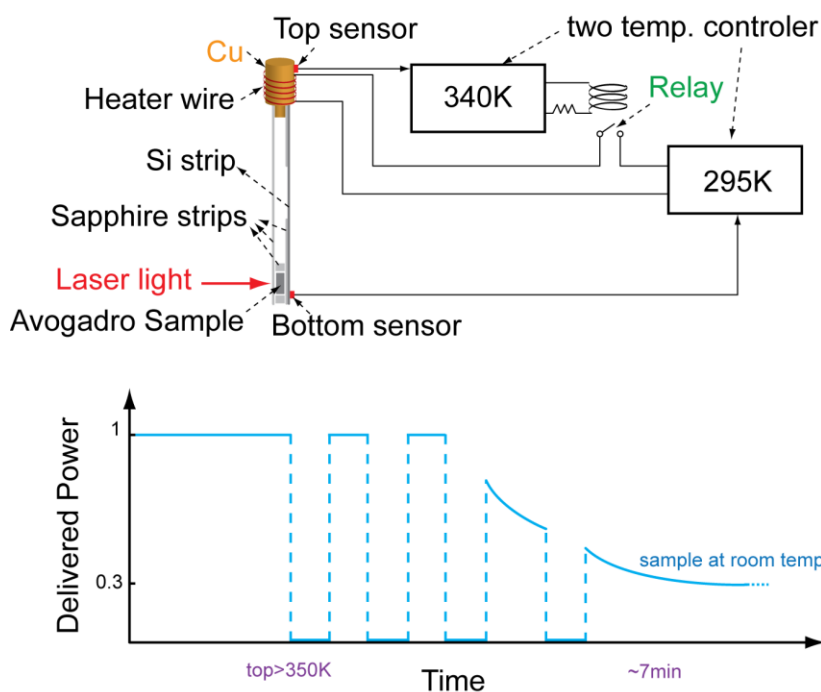 Top sensor
two temp. controler
Cu
Heater wire
340K
Relay
Si strip
295K
Sapphire strips
Laser light
Avogadro Sample
Bottom sensor
Delivered Power
1
0.3
sample at room temp
top>350K
Time
~7min